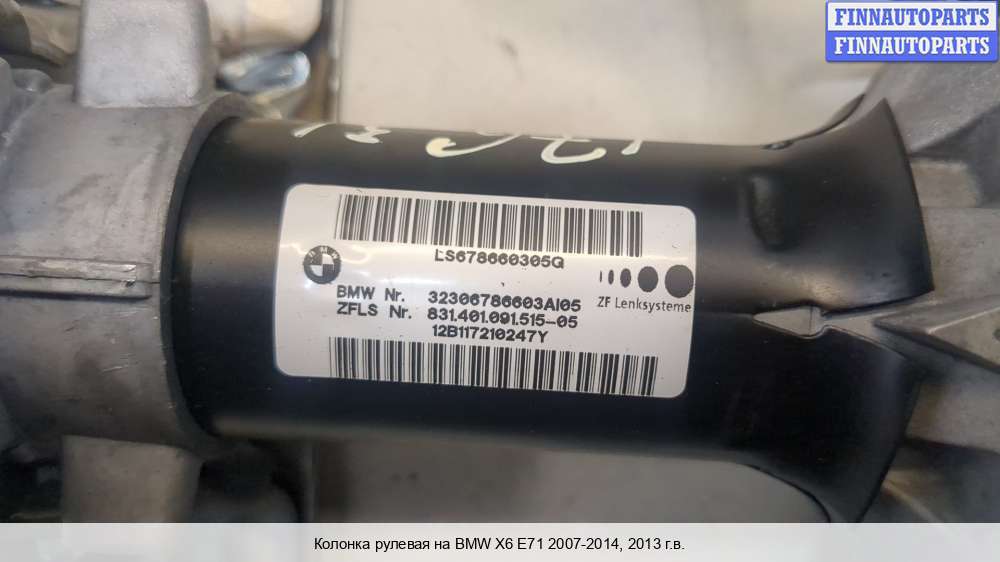 FINNAUTOPARTS
FINNAUTOPARTS
LS678660305Q
BMW Nr. 32306786603AI05
ZFLS Nr. 831.401.091.515-05
12B117210247Y
ZF Lenksysteme
Колонка рулевая на BMW X6 E71 2007-2014, 2013 г.в.